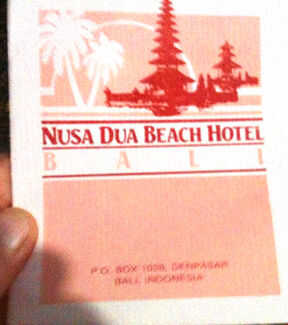 NUSA DUA BEACH HOTEL
BALI
P.O. BOX 1028, DENPASAR
BALI, INDONESIA